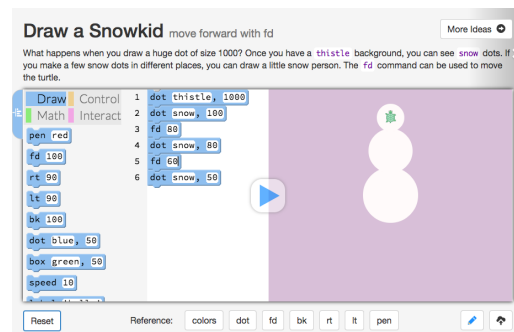 Draw a Snowkid move forward with fd
More Ideas
What happens when you draw a huge dot of size 1000? Once you have a thistle background, you can see snow dots. If
you make a few snow dots in different places, you can draw a little snow person. The fd command can be used to move
the turtle.
Draw Control
Math Interact
pen red
fd 100
rt 90
lt 90
bk 100
dot blue, 50
box green, 50
speed 10
1 dot thistle, 1000
2 dot snow, 100
3 fd 80
4 dot snow, 80
5 fd 60
6 dot snow, 50
Reset
Reference: colors dot fd bk rt lt pen